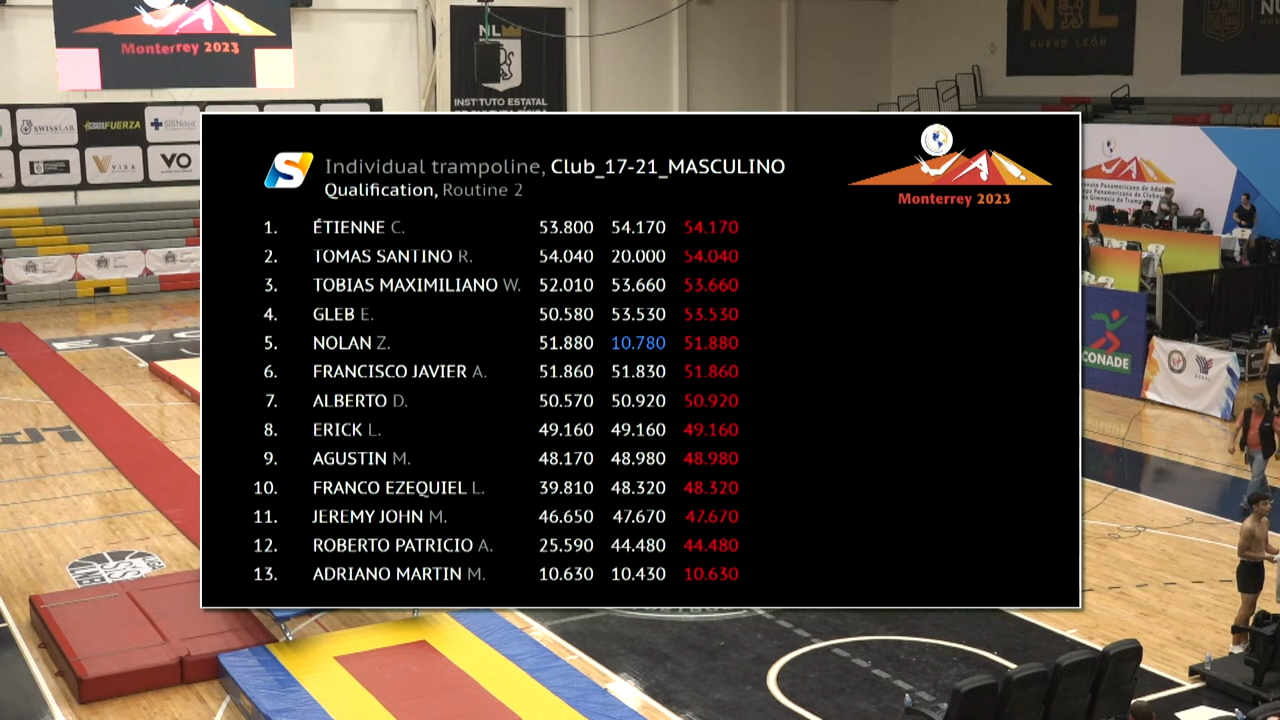 Monterrey 2023
NL
INSTITUTO ESTATAL
NL
NUEVO LEÓN
SWISSLAB
FUERZA
SISNova
VISA
VO
Individual trampoline, Club_17-21_MASCULINO
Qualification, Routine 2
Monterrey 2023
1. ÉTIENNE C. 53.800 54.170 54.170
2. TOMAS SANTINO R. 54.040 20.000 54.040
3. TOBIAS MAXIMILIANO W. 52.010 53.660 53.660
4. GLEB E. 50.580 53.530 53.530
5. NOLAN Z. 51.880 10.780 51.880
6. FRANCISCO JAVIER A. 51.860 51.830 51.860
7. ALBERTO D. 50.570 50.920 50.920
8. ERICK L. 49.160 49.160 49.160
9. AGUSTIN M. 48.170 48.980 48.980
10. FRANCO EZEQUIEL L. 39.810 48.320 48.320
11. JEREMY JOHN M. 46.650 47.670 47.670
12. ROBERTO PATRICIO A. 25.590 44.480 44.480
13. ADRIANO MARTIN M. 10.630 10.430 10.630
CONADE